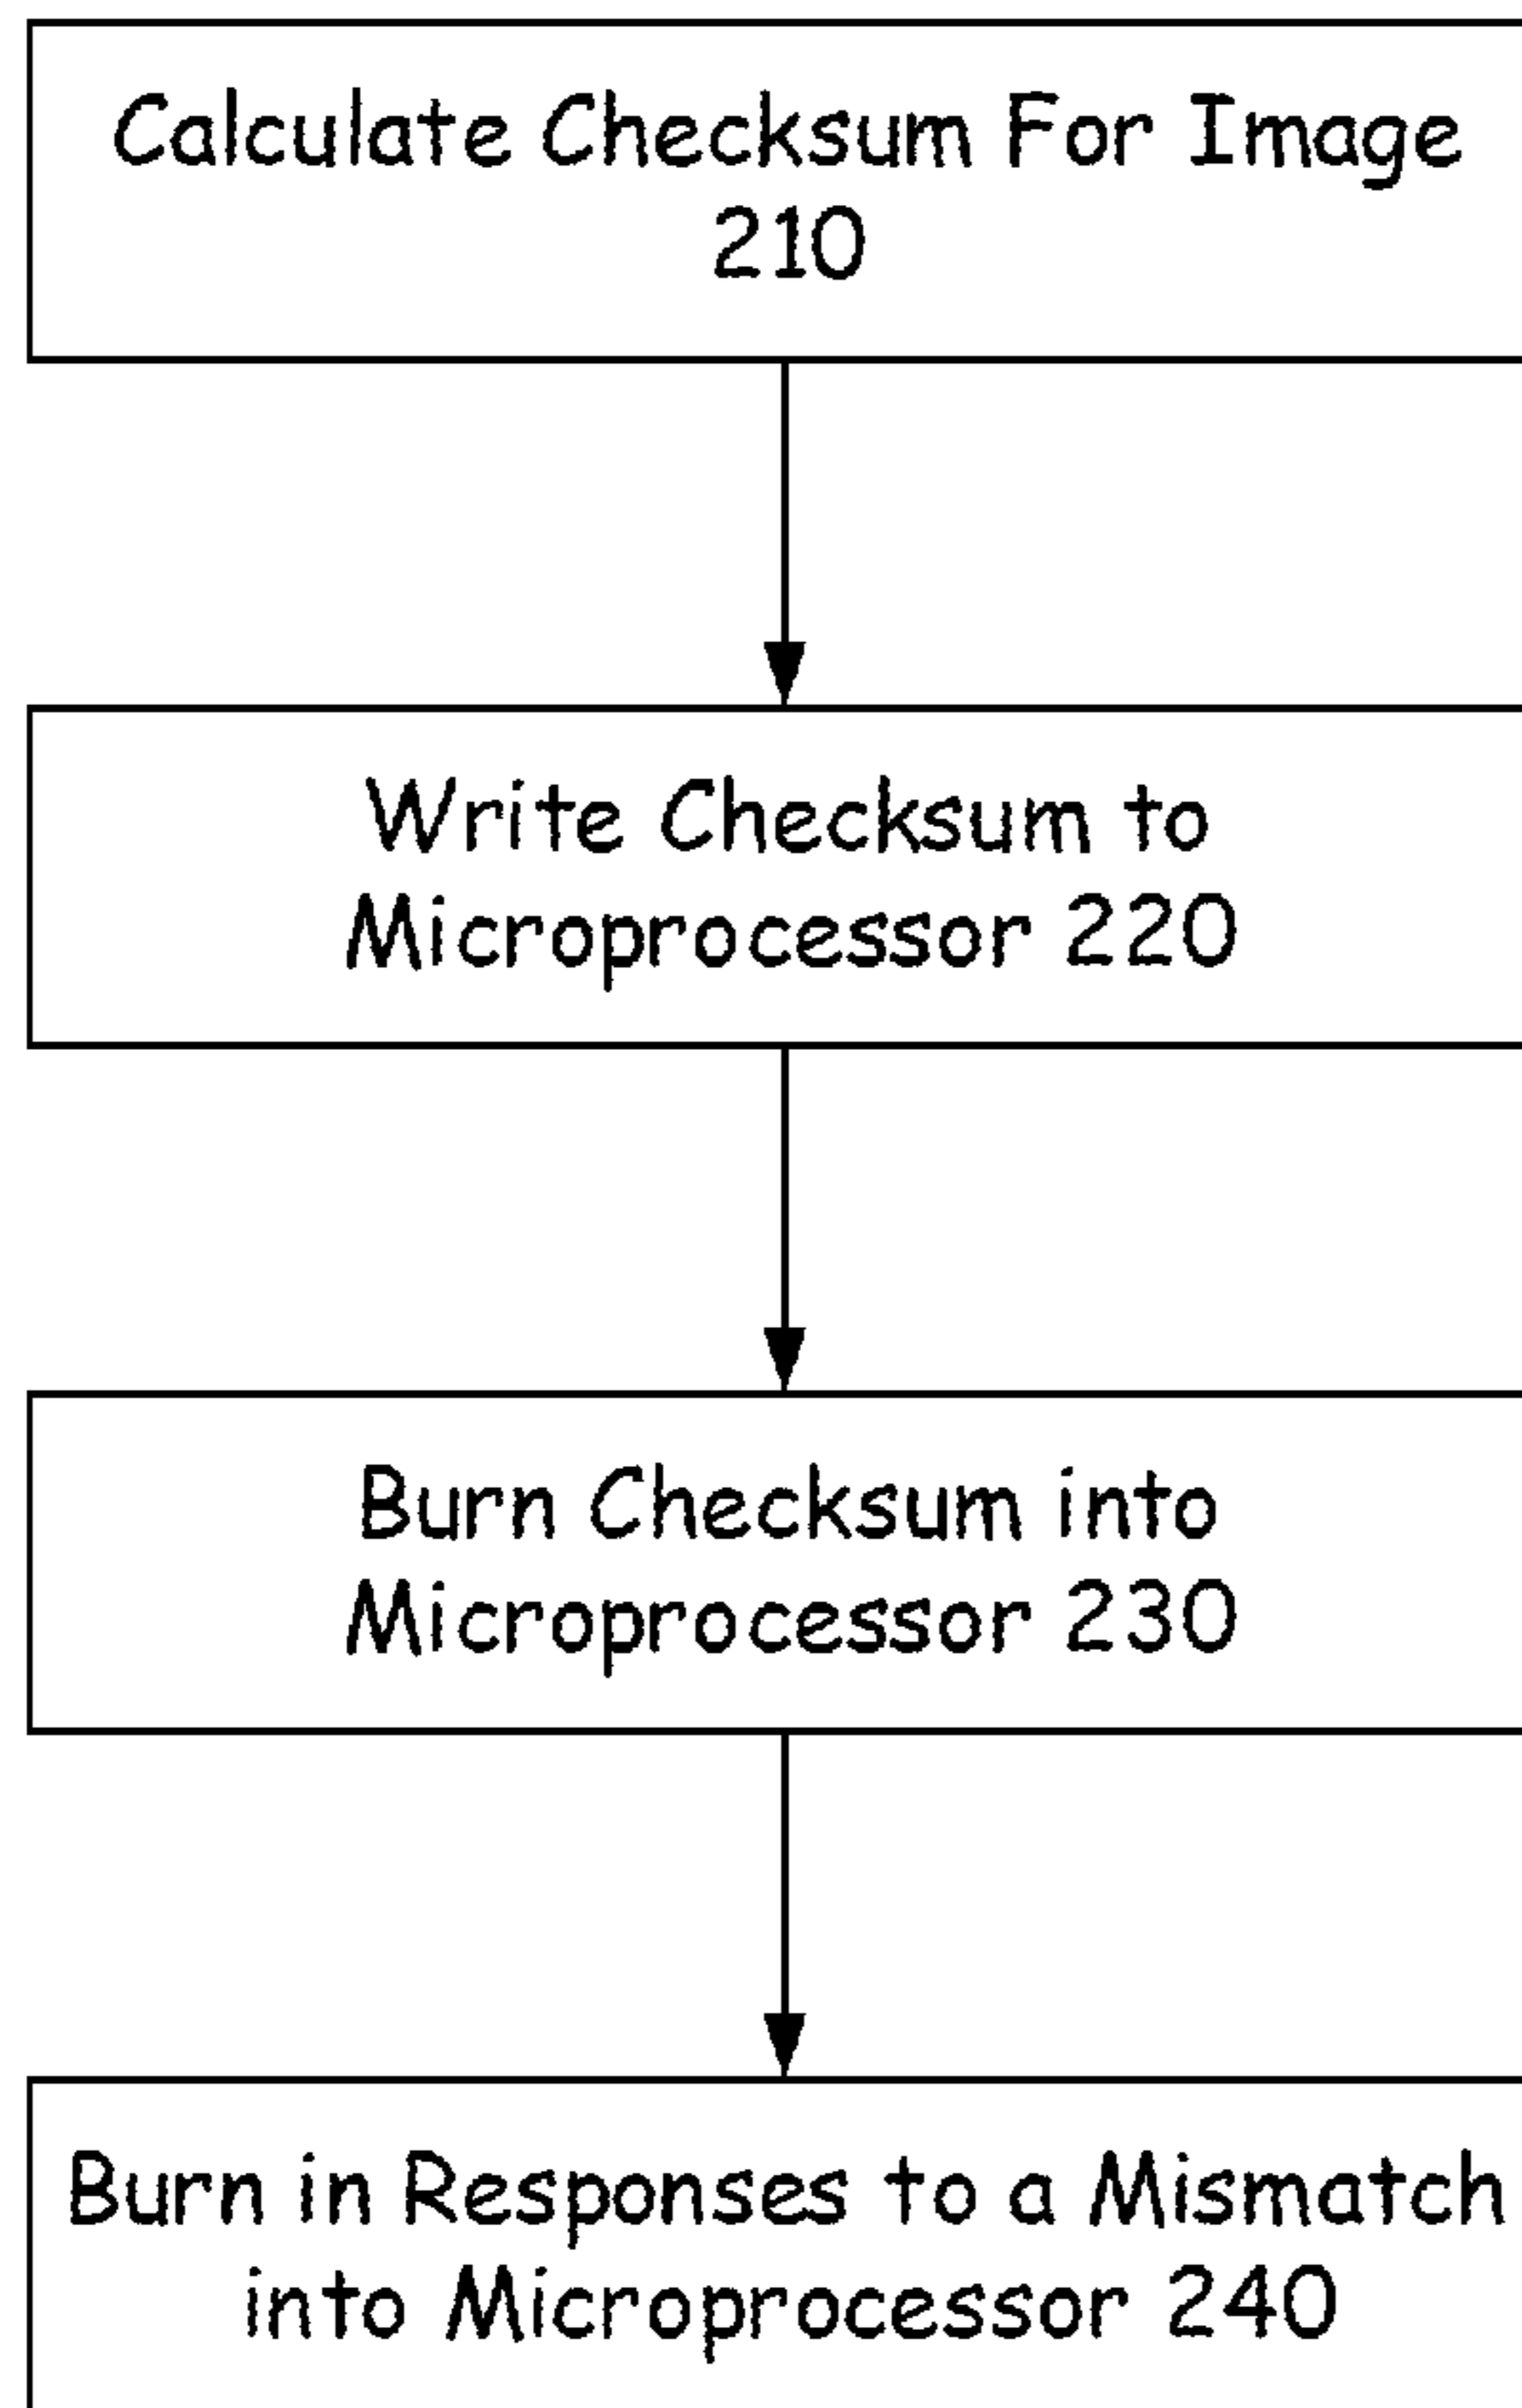 Calculate Checksum For Image
210
Write Checksum to
Microprocessor 220
Burn Checksum into
Microprocessor 230
Burn in Responses to a Mismatch
into Microprocessor 240